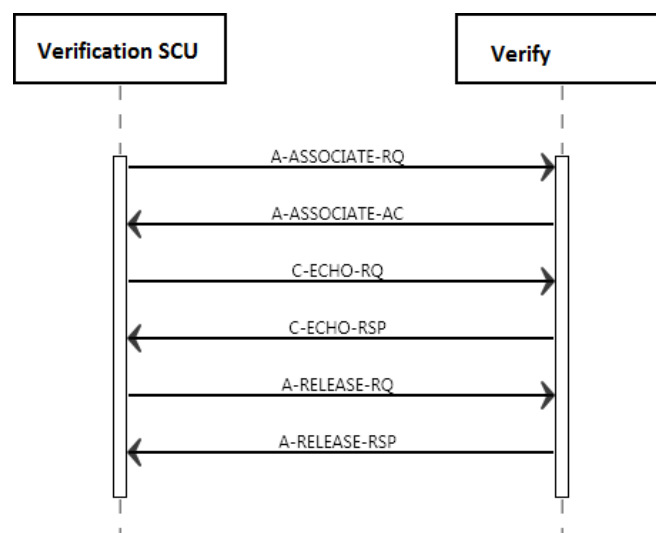 Verification SCU
Verify
A-ASSOCIATE-RQ
A-ASSOCIATE-AC
C-ECHO-RQ
C-ECHO-RSP
A-RELEASE-RQ
A-RELEASE-RSP